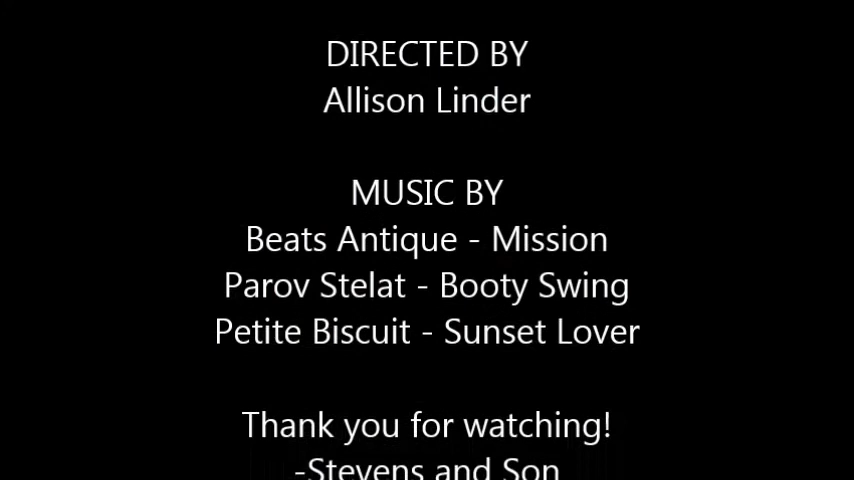 DIRECTED BY
Allison Linder
MUSIC BY
Beats Antique - Mission
Parov Stelat - Booty Swing
Petite Biscuit - Sunset Lover
Thank you for watching!
-Stevens and Son